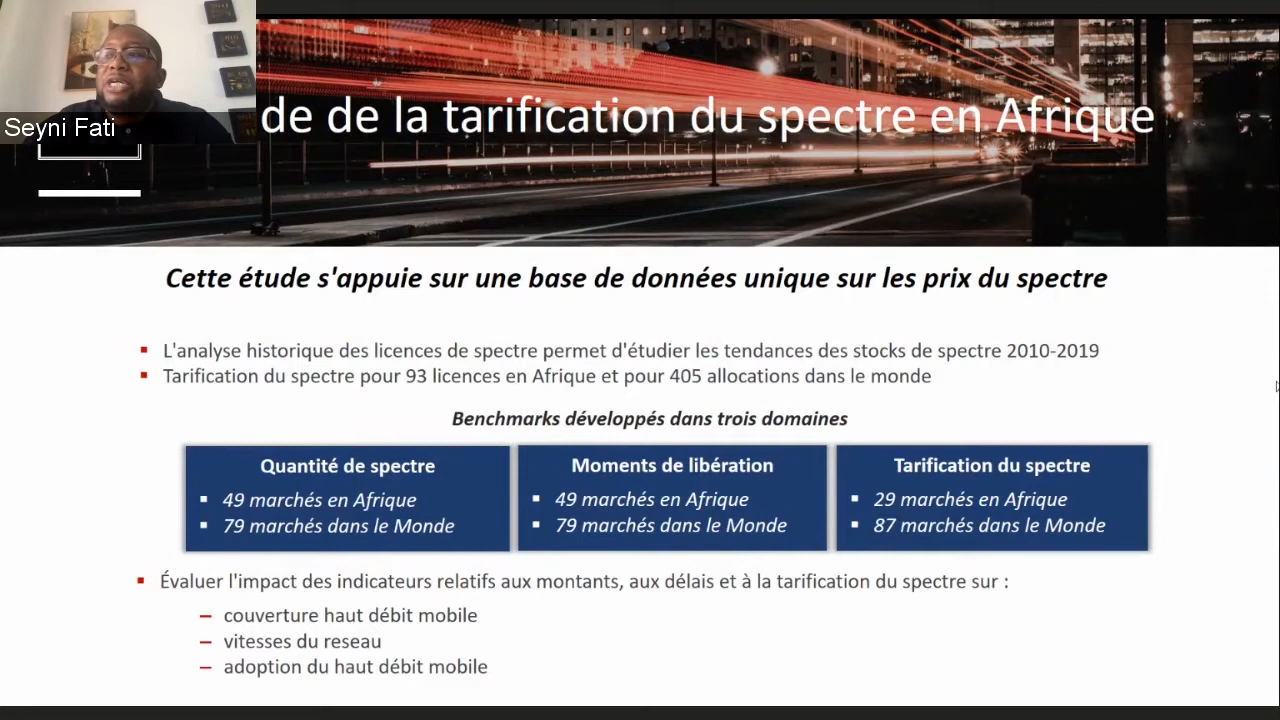 Seyni Fati
de de la tarification du spectre en Afrique
Cette étude s'appuie sur une base de données unique sur les prix du spectre
▪ L'analyse historique des licences de spectre permet d'étudier les tendances des stocks de spectre 2010-2019
▪ Tarification du spectre pour 93 licences en Afrique et pour 405 allocations dans le monde
Benchmarks développés dans trois domaines
Quantité de spectre
▪ 49 marchés en Afrique
▪ 79 marchés dans le Monde
Moments de libération
▪ 49 marchés en Afrique
▪ 79 marchés dans le Monde
Tarification du spectre
▪ 29 marchés en Afrique
▪ 87 marchés dans le Monde
▪ Évaluer l'impact des indicateurs relatifs aux montants, aux délais et à la tarification du spectre sur :
– couverture haut débit mobile
– vitesses du reseau
– adoption du haut débit mobile